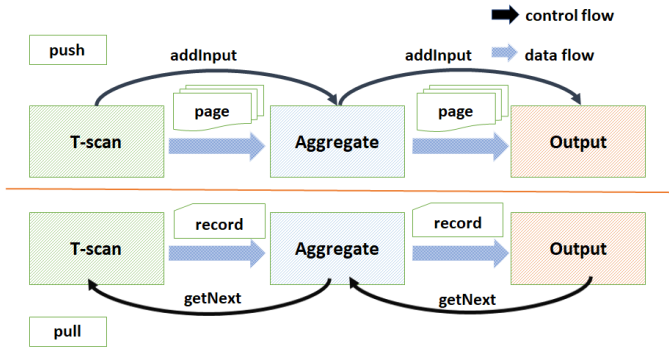 control flow
push
addInput
addInput
data flow
page
page
T-scan
Aggregate
Output
record
record
T-scan
Aggregate
Output
getNext
getNext
pull